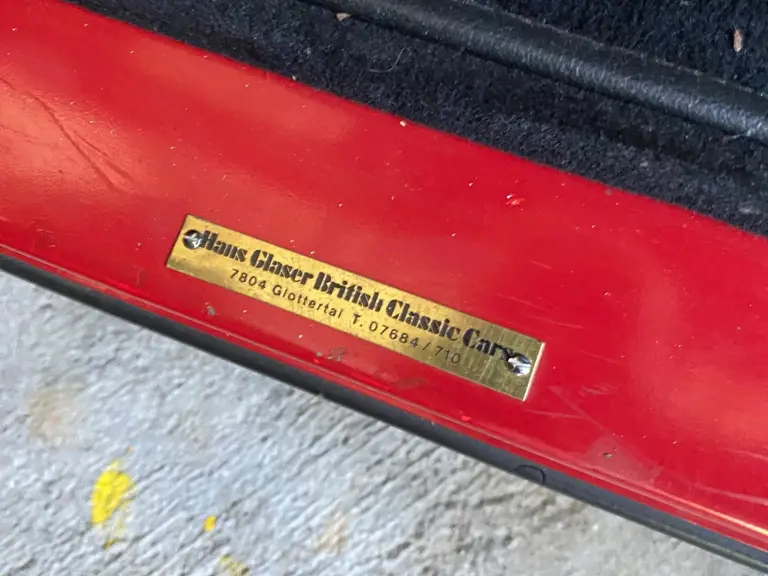 Hans Glaser British Classic Cars
7804 Glottertal T. 07684/710